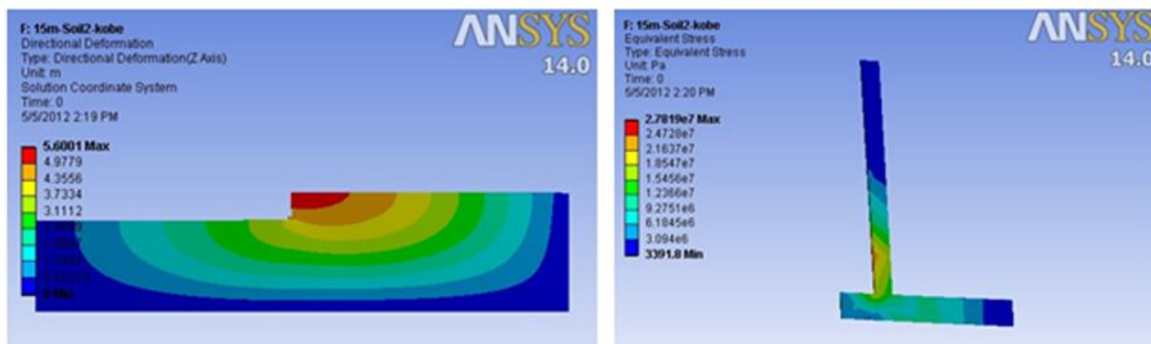 F: 15m-Soil2-kobe
Directional Deformation
Type: Directional Deformation(Z Axis)
Unit: m
Solution Coordinate System
Time: 0
5/5/2012 2:19 PM
ANSYS
14.0
5.6001 Max
4.9779
4.3556
3.7334
3.1112
0 Min
F: 15m-Soil2-kobe
Equivalent Stress
Type: Equivalent Stress
Unit: Pa
Time: 0
5/5/2012 2:20 PM
ANSYS
14.0
2.7819e7 Max
2.4728e7
2.1637e7
1.8547e7
1.5456e7
1.2366e7
9.2751e6
6.1845e6
3.094e6
3391.8 Min